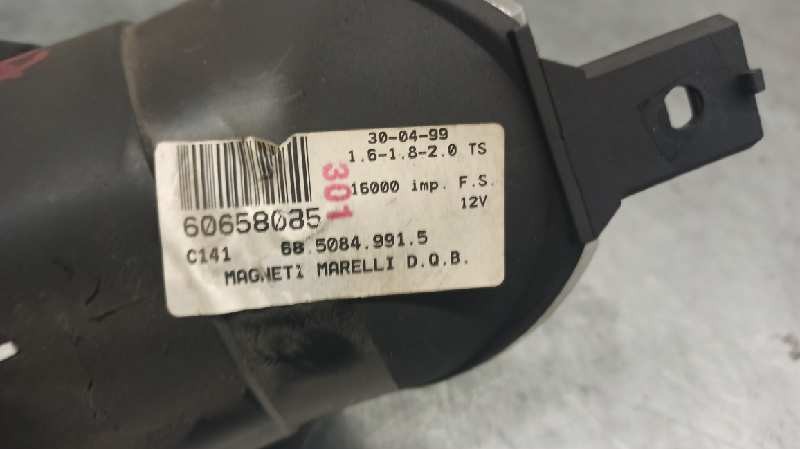 30-04-99
1.6-1.8-2.0 TS
301
16000 imp. F.S.
60658085
12V
C141 68.5084.991.5
MAGNETI MARELLI D.Q.B.